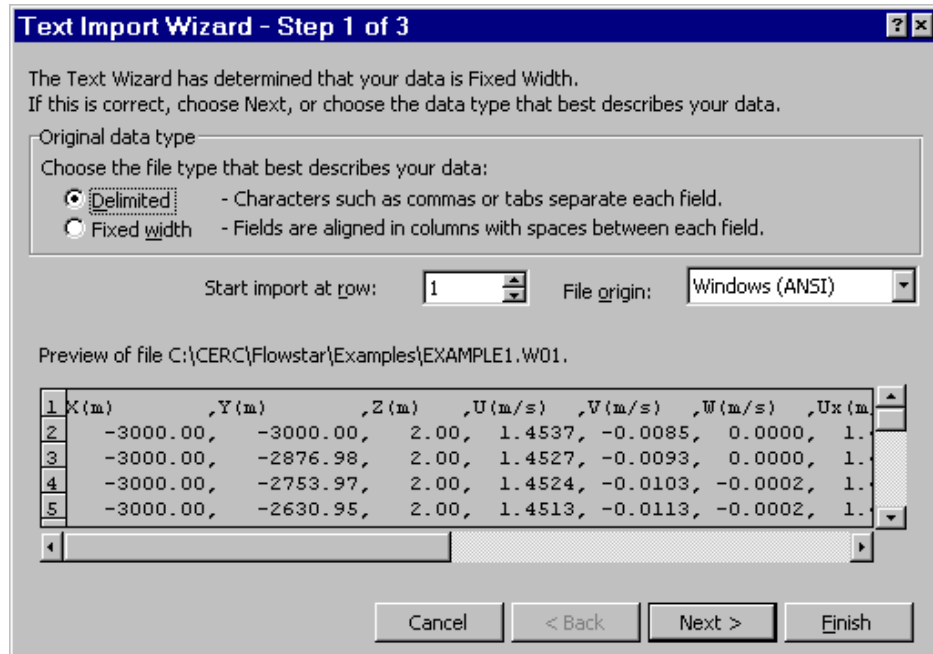 Text Import Wizard - Step 1 of 3
The Text Wizard has determined that your data is Fixed Width.
If this is correct, choose Next, or choose the data type that best describes your data.
Original data type
Choose the file type that best describes your data:
Delimited - Characters such as commas or tabs separate each field.
Fixed width - Fields are aligned in columns with spaces between each field.
Start import at row: 1 File origin: Windows (ANSI)
Preview of file C:\CERC\Flowstar\Examples\EXAMPLE1.W01.
1 X(m) ,Y(m) ,Z(m) ,U(m/s) ,V(m/s) ,W(m/s) ,Ux(m
2 -3000.00, -3000.00, 2.00, 1.4537, -0.0085, 0.0000, 1.
3 -3000.00, -2876.98, 2.00, 1.4527, -0.0093, 0.0000, 1.
4 -3000.00, -2753.97, 2.00, 1.4524, -0.0103, -0.0002, 1.
5 -3000.00, -2630.95, 2.00, 1.4513, -0.0113, -0.0002, 1.
Cancel < Back Next > Finish